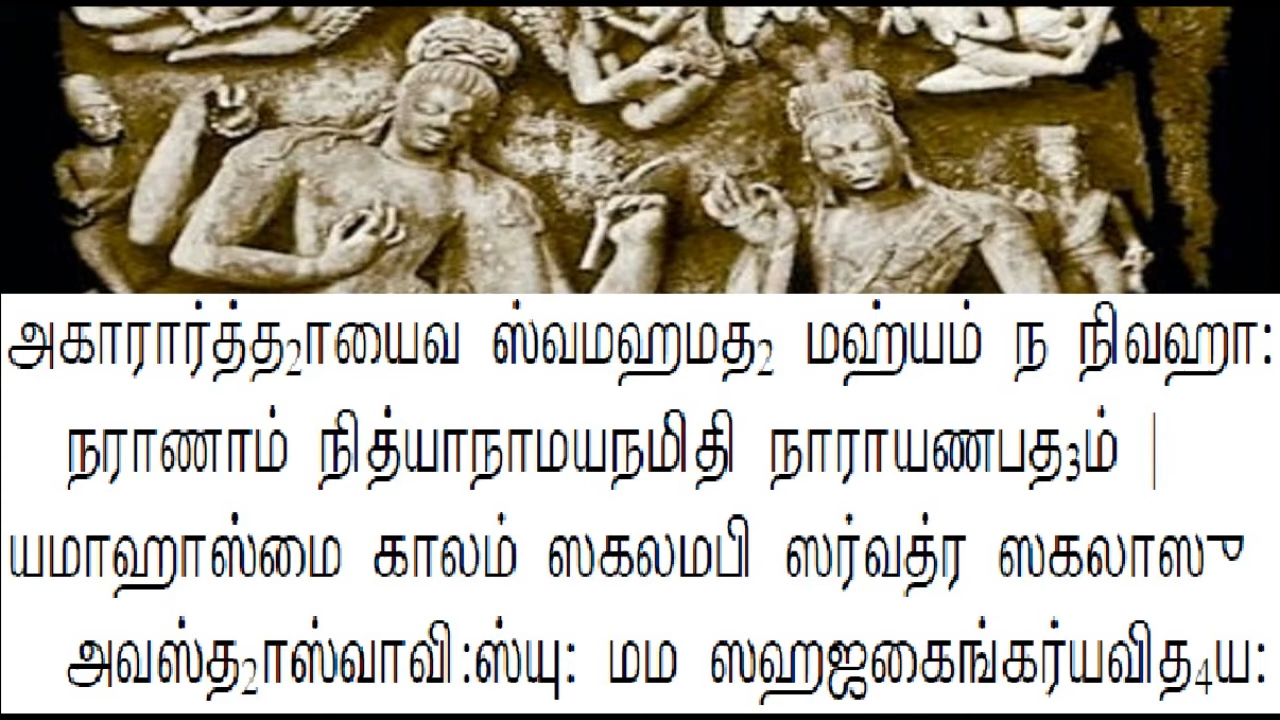 அகாரார்த்த2ாயைவ ஸ்வமஹமத2 மஹ்யம் ந நிவஹா:
நராணாம் நித்யாநாமயநமிதி நாராயணபத3ம் |
யமாஹாஸ்மை காலம் ஸகலமபி ஸர்வத்ர ஸகலாஸு
அவஸ்த2ாஸ்வாவி:ஸ்யு: மம ஸஹஜகைங்கர்யவித4ய: